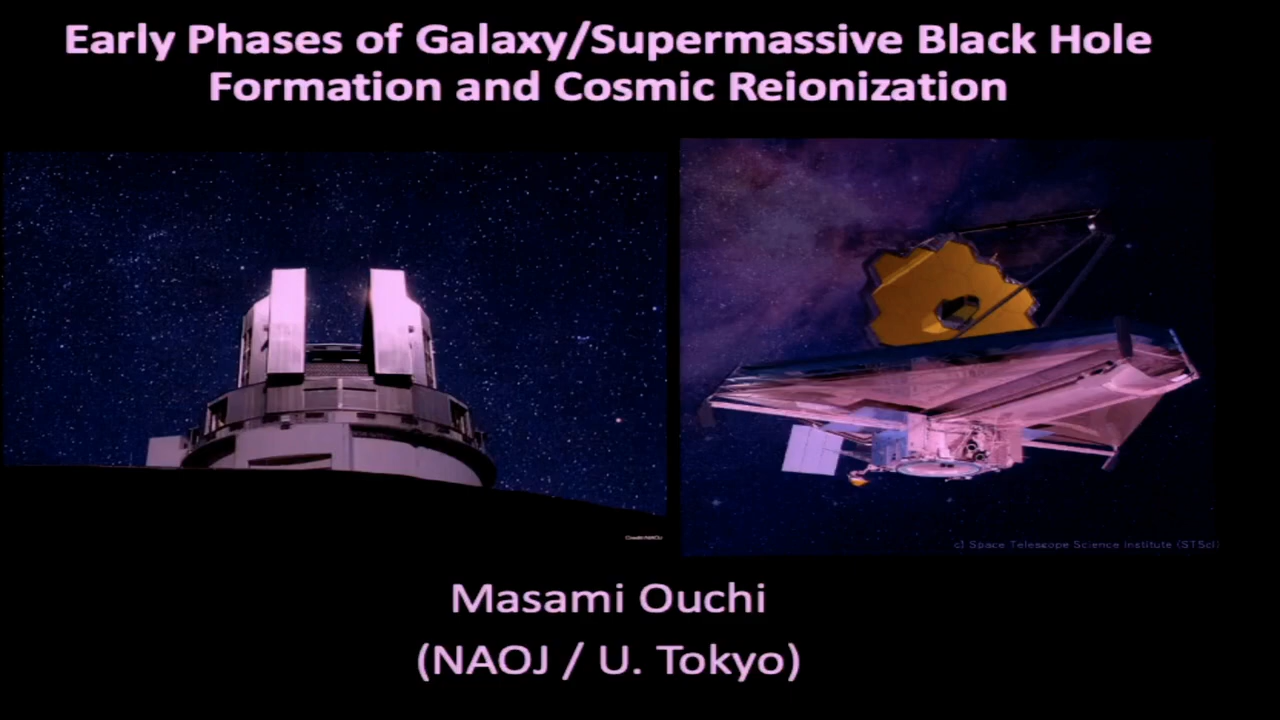 Early Phases of Galaxy/Supermassive Black Hole
Formation and Cosmic Reionization
c) Space Telescope Science Institute (STScI)
Masami Ouchi
(NAOJ / U. Tokyo)